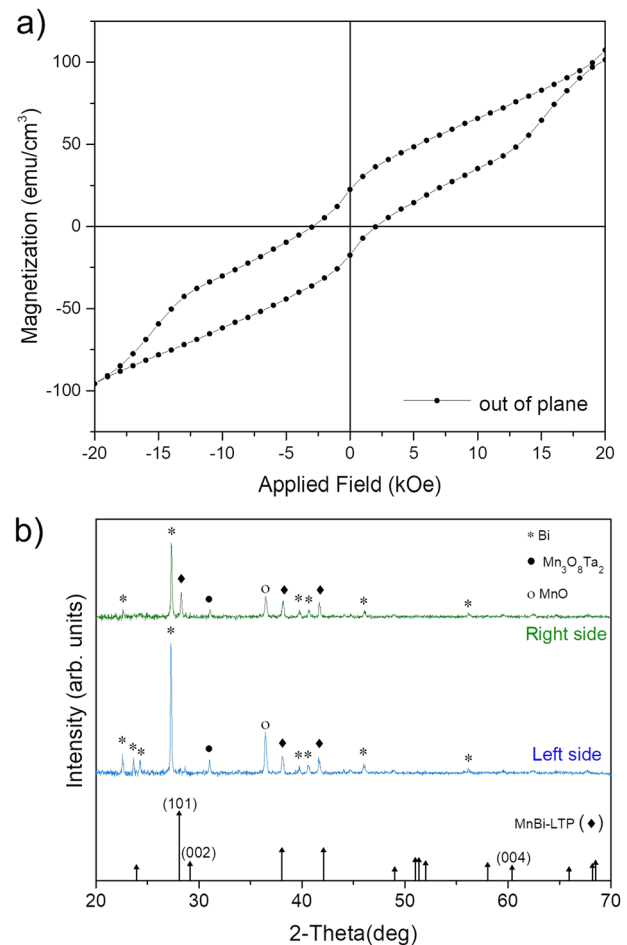 a)
100
50
0
-50
-100
Magnetization (emu/cm³)
out of plane
-20 -15 -10 -5 0 5 10 15 20
Applied Field (kOe)
b)
* Bi
● Mn₃O₈Ta₂
○ MnO
Right side
Left side
Intensity (arb. units)
MnBi-LTP (♦)
(101)
(002)
(004)
20 30 40 50 60 70
2-Theta(deg)